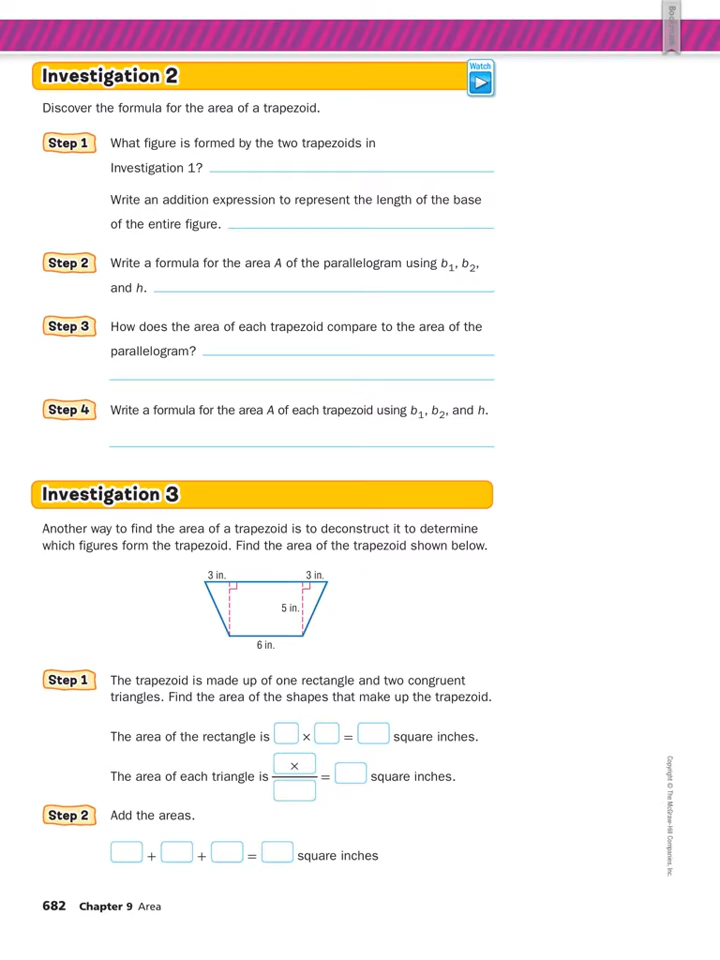 Bookmark
Investigation 2
Watch
Discover the formula for the area of a trapezoid.
Step 1 What figure is formed by the two trapezoids in
Investigation 1?
Write an addition expression to represent the length of the base
of the entire figure.
Step 2 Write a formula for the area A of the parallelogram using b1, b2,
and h.
Step 3 How does the area of each trapezoid compare to the area of the
parallelogram?
Step 4 Write a formula for the area A of each trapezoid using b1, b2, and h.
Investigation 3
Another way to find the area of a trapezoid is to deconstruct it to determine
which figures form the trapezoid. Find the area of the trapezoid shown below.
3 in. 3 in.
5 in.
6 in.
Step 1 The trapezoid is made up of one rectangle and two congruent
triangles. Find the area of the shapes that make up the trapezoid.
The area of the rectangle is × = square inches.
×
The area of each triangle is = square inches.
Step 2 Add the areas.
+ + = square inches
682 Chapter 9 Area
Copyright © The McGraw-Hill Companies, Inc.